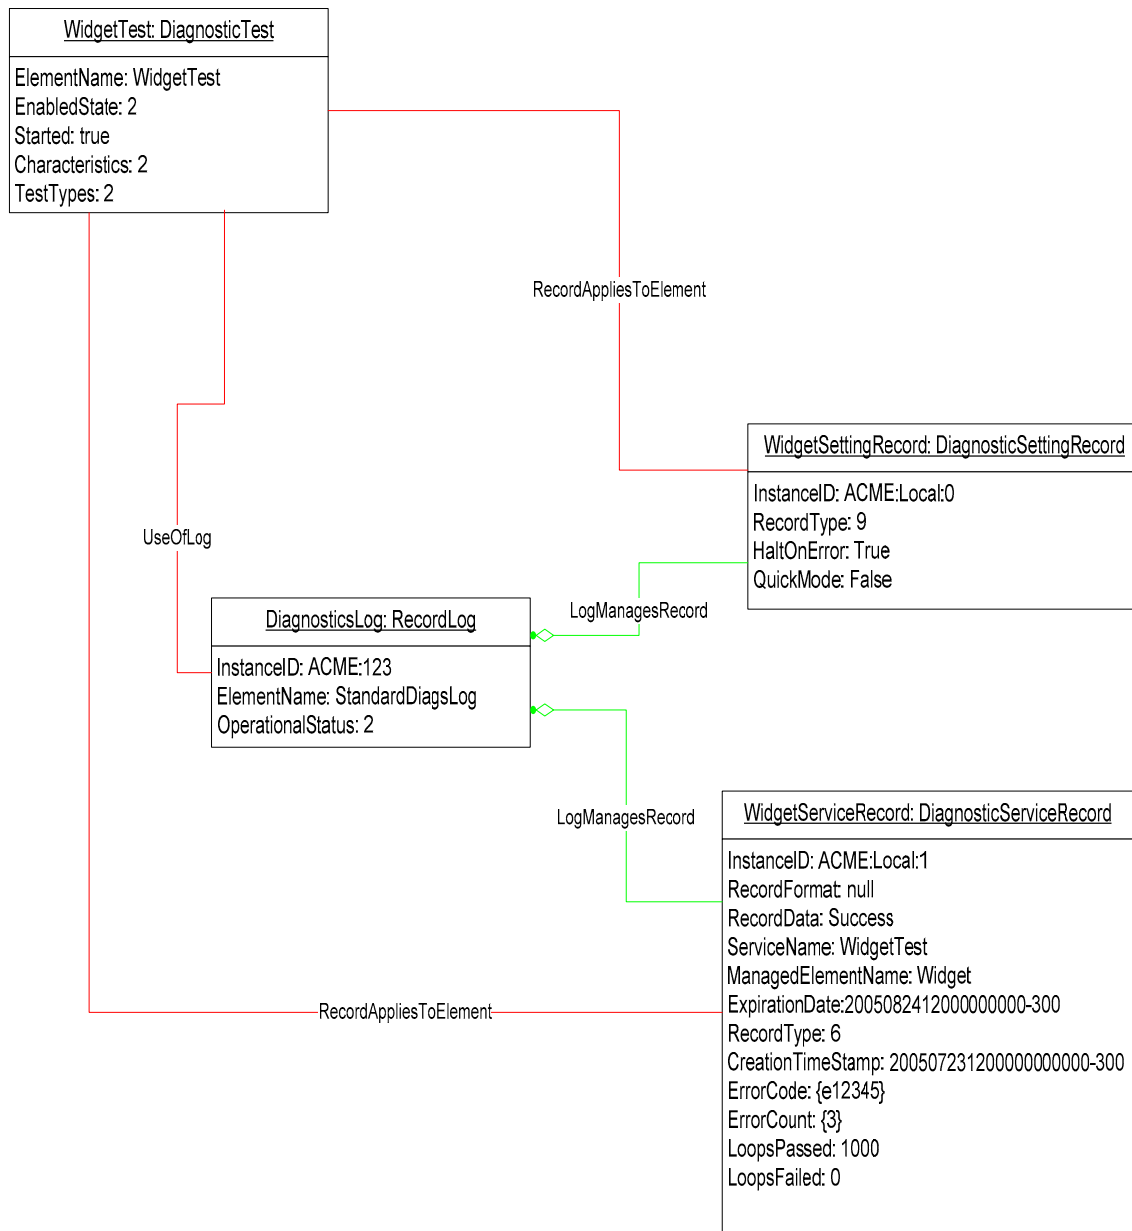 WidgetTest: DiagnosticTest
ElementName: WidgetTest
EnabledState: 2
Started: true
Characteristics: 2
TestTypes: 2
RecordAppliesToElement
WidgetSettingRecord: DiagnosticSettingRecord
InstanceID: ACME:Local:0
RecordType: 9
HaltOnError: True
QuickMode: False
UseOfLog
LogManagesRecord
DiagnosticsLog: RecordLog
InstanceID: ACME:123
ElementName: StandardDiagsLog
OperationalStatus: 2
LogManagesRecord
WidgetServiceRecord: DiagnosticServiceRecord
InstanceID: ACME:Local:1
RecordFormat: null
RecordData: Success
ServiceName: WidgetTest
ManagedElementName: Widget
ExpirationDate:2005082412000000000-300
RecordType: 6
CreationTimeStamp: 200507231200000000000-300
ErrorCode: {e12345}
ErrorCount: {3}
LoopsPassed: 1000
LoopsFailed: 0
RecordAppliesToElement